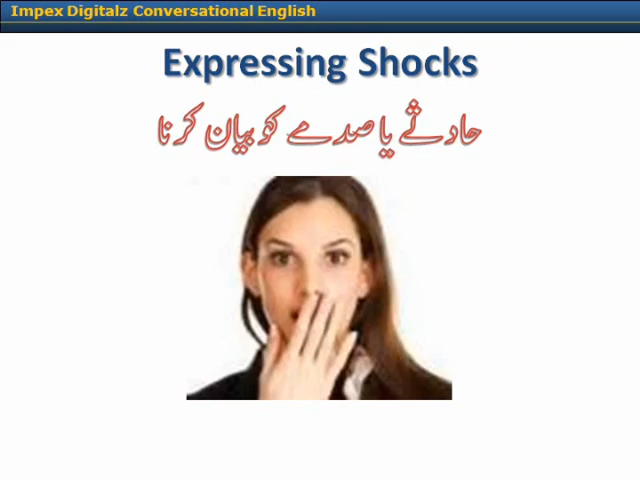 Impex Digitalz Conversational English
Expressing Shocks
حادثے یا صدمے کو بیان کرنا